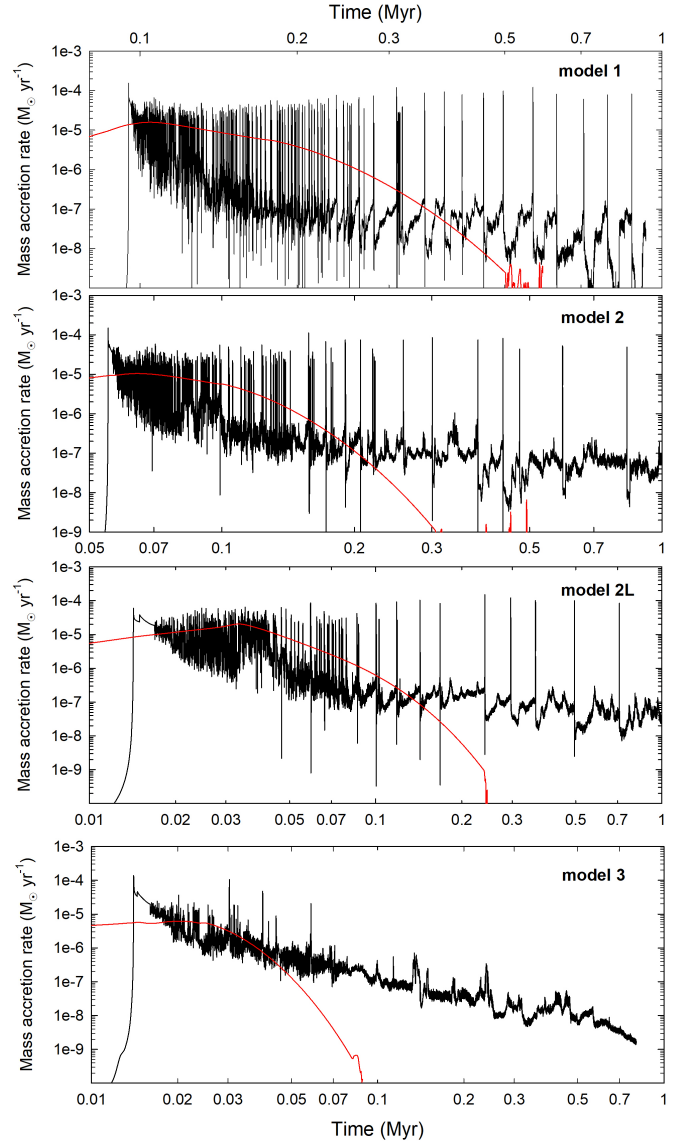 Time (Myr)
0.1 0.2 0.3 0.5 0.7 1
1e-3
model 1
1e-4
1e-5
1e-6
1e-7
1e-8
Mass accretion rate (M☉ yr-1)
1e-3
model 2
1e-4
1e-5
1e-6
1e-7
1e-8
1e-9
Mass accretion rate (M☉ yr-1)
0.05 0.07 0.1 0.2 0.3 0.5 0.7 1
1e-3
model 2L
1e-4
1e-5
1e-6
1e-7
1e-8
1e-9
Mass accretion rate (M☉ yr-1)
0.01 0.02 0.03 0.05 0.07 0.1 0.2 0.3 0.5 0.7 1
1e-3
model 3
1e-4
1e-5
1e-6
1e-7
1e-8
1e-9
Mass accretion rate (M☉ yr-1)
0.01 0.02 0.03 0.05 0.07 0.1 0.2 0.3 0.5 0.7 1
Time (Myr)